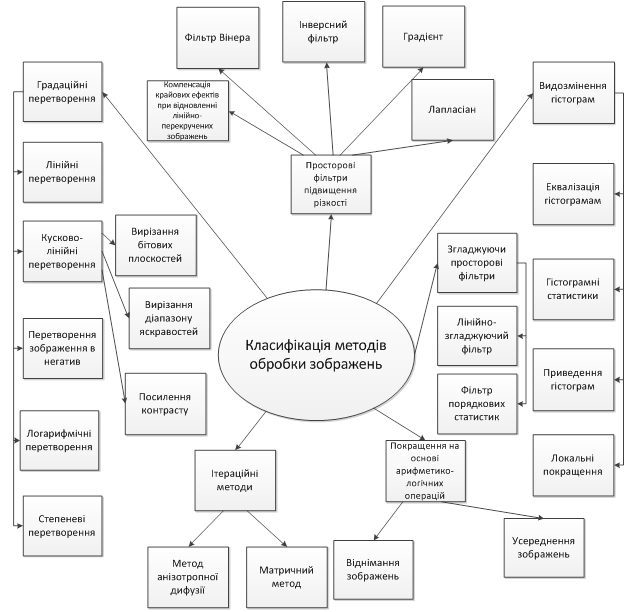 Фільтр Вінера
Інверсний
фільтр
Градієнт
Градаційні
перетворення
Компенсація
крайових ефектів
при відновленні
лінійно-
перекручених
зображень
Лапласіан
Видозмінення
гістограм
Лінійні
перетворення
Просторові
фільтри
підвищення
різкості
Еквалізація
гістограмам
Кусково-
лінійні
перетворення
Вирізання
бітових
площостей
Згладжуючи
просторові
фільтри
Гістограмні
статистики
Вирізання
діапазону
яскравостей
Класифікація методів
обробки зображень
Лінійно-
згладжуючий
фільтр
Перетворення
зображення в
негатив
Посилення
контрасту
Фільтр
порядкових
статистик
Приведення
гістограм
Логарифмічні
перетворення
Ітераційні
методи
Покращення на
основі
арифметико-
логічних
операцій
Локальні
покращення
Степеневі
перетворення
Метод
анізотропної
дифузії
Матричний
метод
Віднімання
зображень
Усереднення
зображень